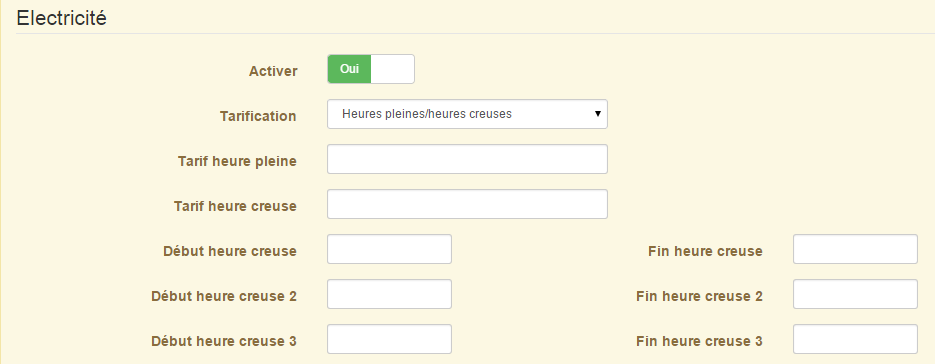 Electricité
Activer Oui
Tarification Heures pleines/heures creuses
Tarif heure pleine
Tarif heure creuse
Début heure creuse Fin heure creuse
Début heure creuse 2 Fin heure creuse 2
Début heure creuse 3 Fin heure creuse 3